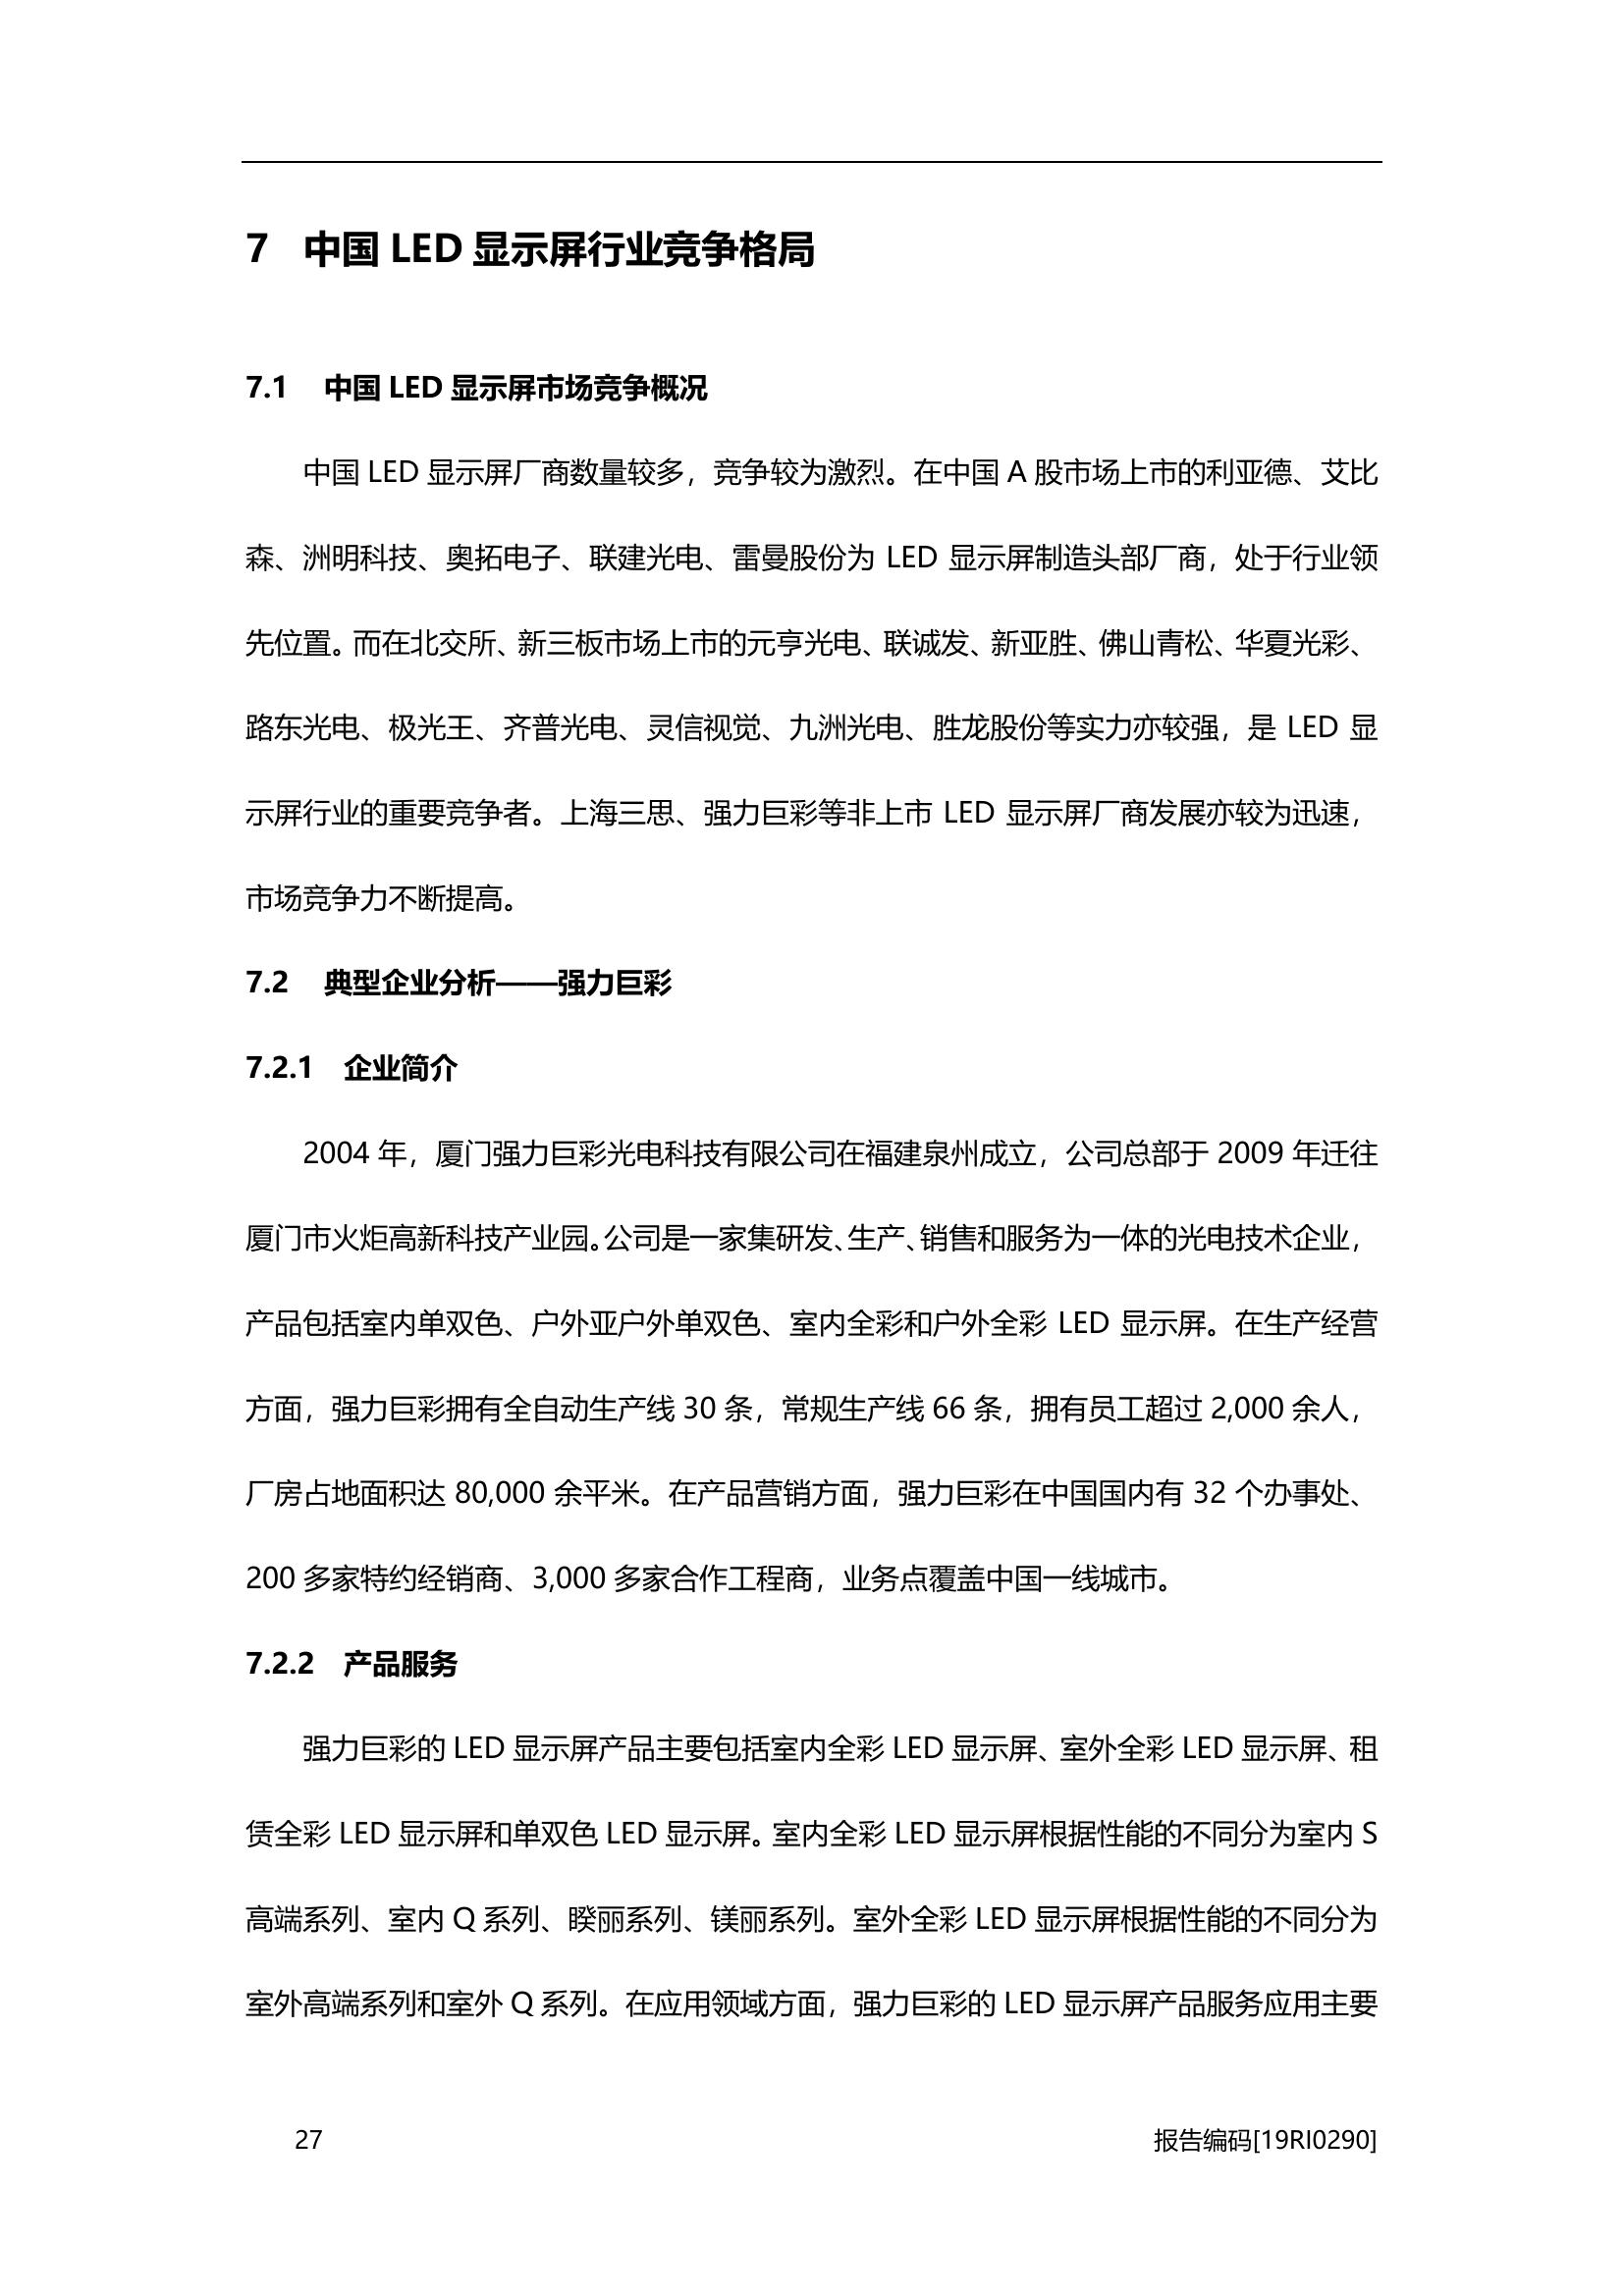 7 中国 LED 显示屏行业竞争格局
7.1 中国 LED 显示屏市场竞争概况
中国 LED 显示屏厂商数量较多，竞争较为激烈。在中国 A 股市场上市的利亚德、艾比
森、洲明科技、奥拓电子、联建光电、雷曼股份为 LED 显示屏制造头部厂商，处于行业领
先位置。而在北交所、新三板市场上市的元亨光电、联诚发、新亚胜、佛山青松、华夏光彩、
路东光电、极光王、齐普光电、灵信视觉、九洲光电、胜龙股份等实力亦较强，是 LED 显
示屏行业的重要竞争者。上海三思、强力巨彩等非上市 LED 显示屏厂商发展亦较为迅速，
市场竞争力不断提高。
7.2 典型企业分析——强力巨彩
7.2.1 企业简介
2004 年，厦门强力巨彩光电科技有限公司在福建泉州成立，公司总部于 2009 年迁往
厦门市火炬高新科技产业园。公司是一家集研发、生产、销售和服务为一体的光电技术企业，
产品包括室内单双色、户外亚户外单双色、室内全彩和户外全彩 LED 显示屏。在生产经营
方面，强力巨彩拥有全自动生产线 30 条，常规生产线 66 条，拥有员工超过 2,000 余人，
厂房占地面积达 80,000 余平米。在产品营销方面，强力巨彩在中国国内有 32 个办事处、
200 多家特约经销商、3,000 多家合作工程商，业务点覆盖中国一线城市。
7.2.2 产品服务
强力巨彩的 LED 显示屏产品主要包括室内全彩 LED 显示屏、室外全彩 LED 显示屏、租
赁全彩 LED 显示屏和单双色 LED 显示屏。室内全彩 LED 显示屏根据性能的不同分为室内 S
高端系列、室内 Q 系列、睽丽系列、镁丽系列。室外全彩 LED 显示屏根据性能的不同分为
室外高端系列和室外 Q 系列。在应用领域方面，强力巨彩的 LED 显示屏产品服务应用主要
27 报告编码[19RI0290]